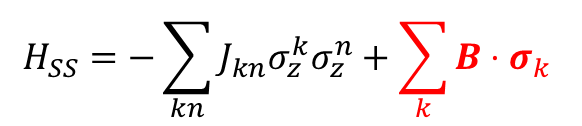 H_{SS} = -\sum_{kn} J_{kn} \sigma_z^k \sigma_z^n + \sum_k \boldsymbol{B} \cdot \boldsymbol{\sigma}_k